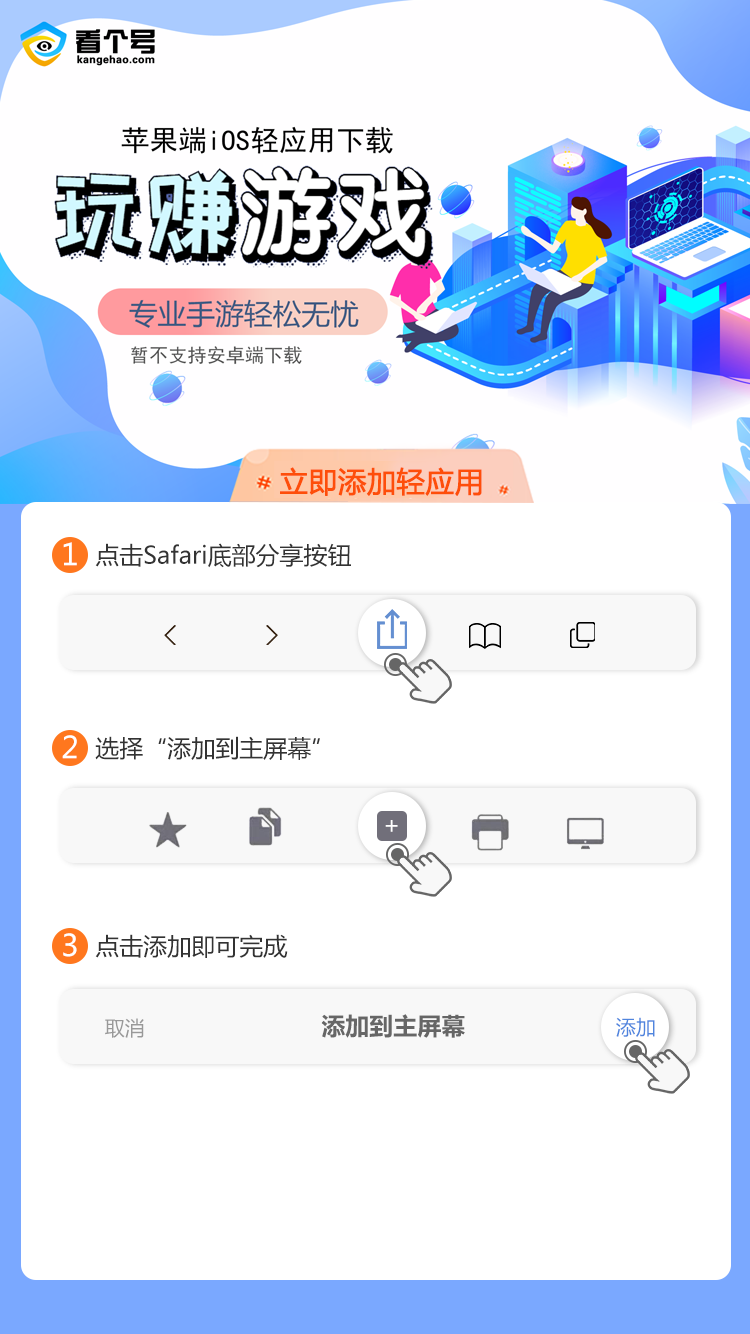 看个号
kangehao.com
苹果端iOS轻应用下载
玩赚游戏
专业手游轻松无忧
暂不支持安卓端下载
# 立即添加轻应用 #
1 点击Safari底部分享按钮
2 选择“添加到主屏幕”
3 点击添加即可完成
取消 添加到主屏幕 添加